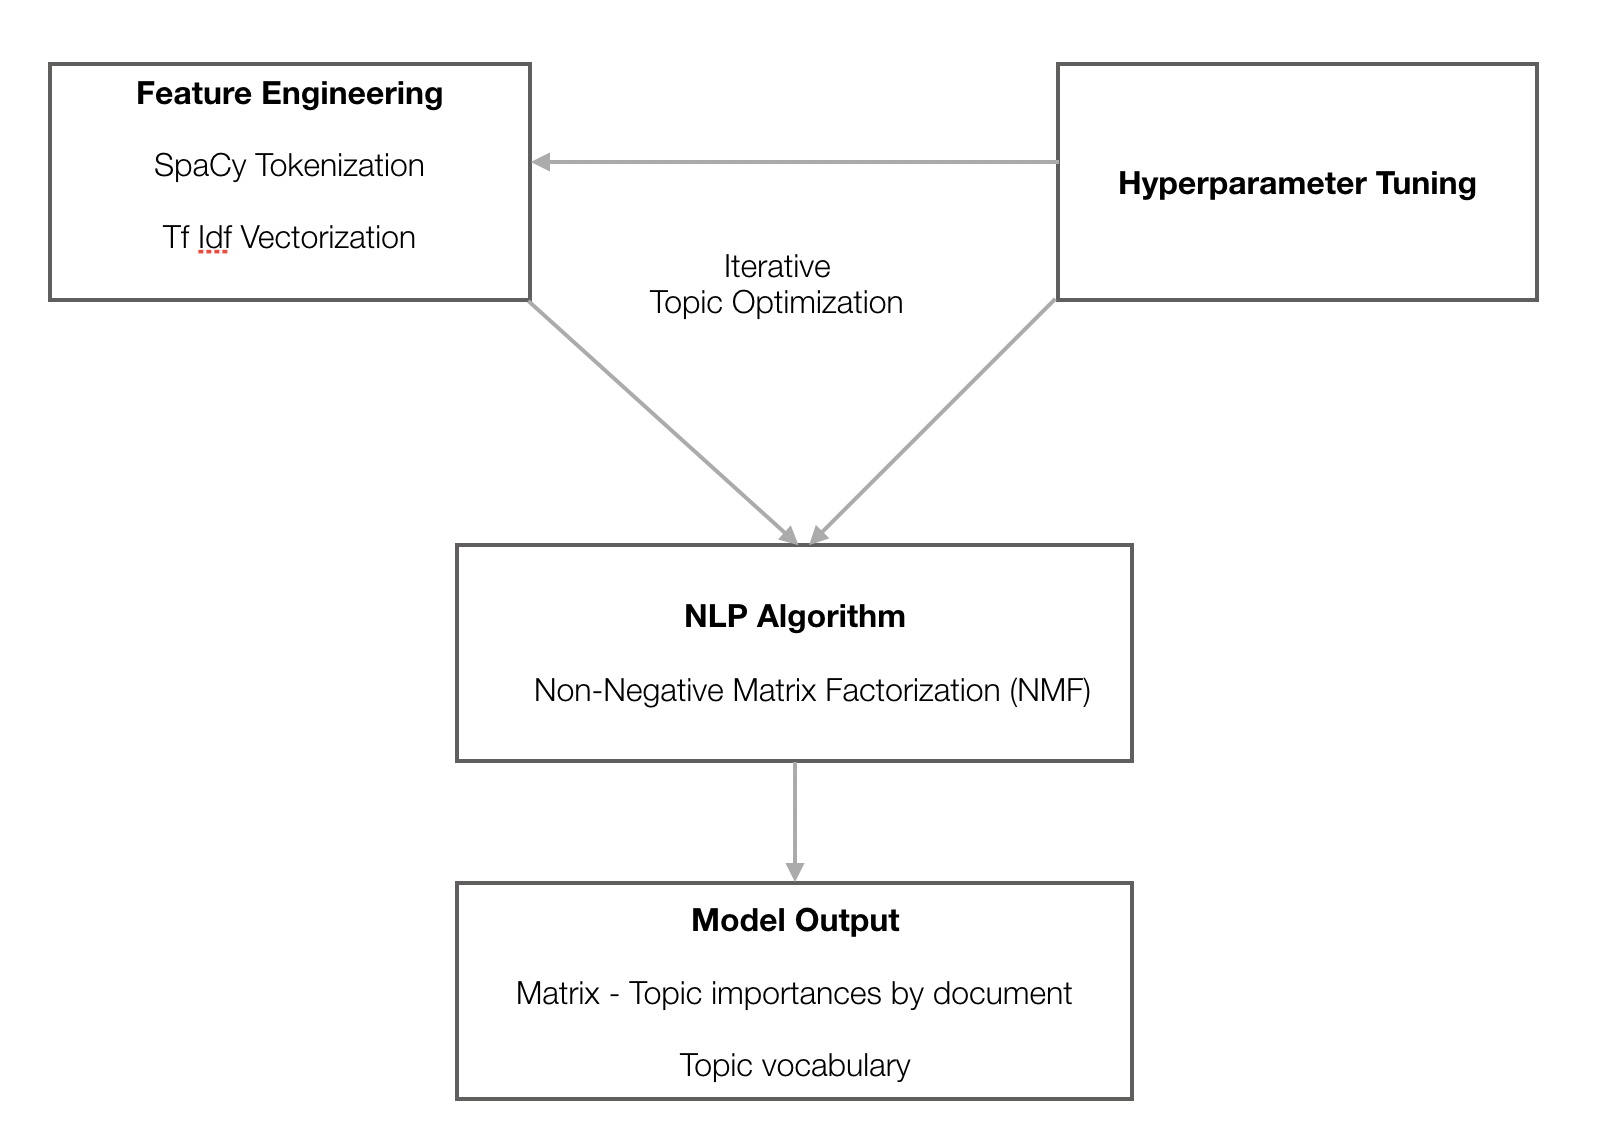 Feature Engineering
SpaCy Tokenization
Tf Idf Vectorization
Hyperparameter Tuning
Iterative
Topic Optimization
NLP Algorithm
Non-Negative Matrix Factorization (NMF)
Model Output
Matrix - Topic importances by document
Topic vocabulary